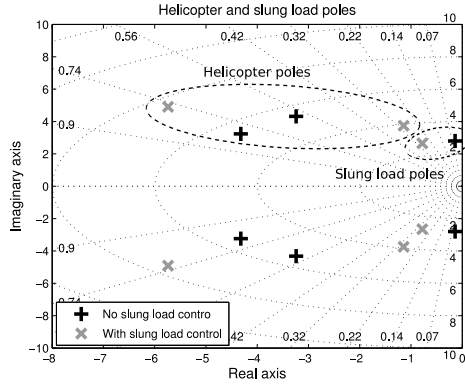 Helicopter and slung load poles
10 0.56 0.42 0.32 0.22 0.14 0.07 10
8 0.74 8
Helicopter poles
6 6
4 0.9 4
2 2
Slung load poles
0
Imaginary axis
−2 2
−4 0.9 4
−6 6
−8 0.74 8
No slung load contro
With slung load control
42 0.32 0.22 0.14 0.07
−10 10
−8 −7 −6 −5 −4 −3 −2 −1 0
Real axis